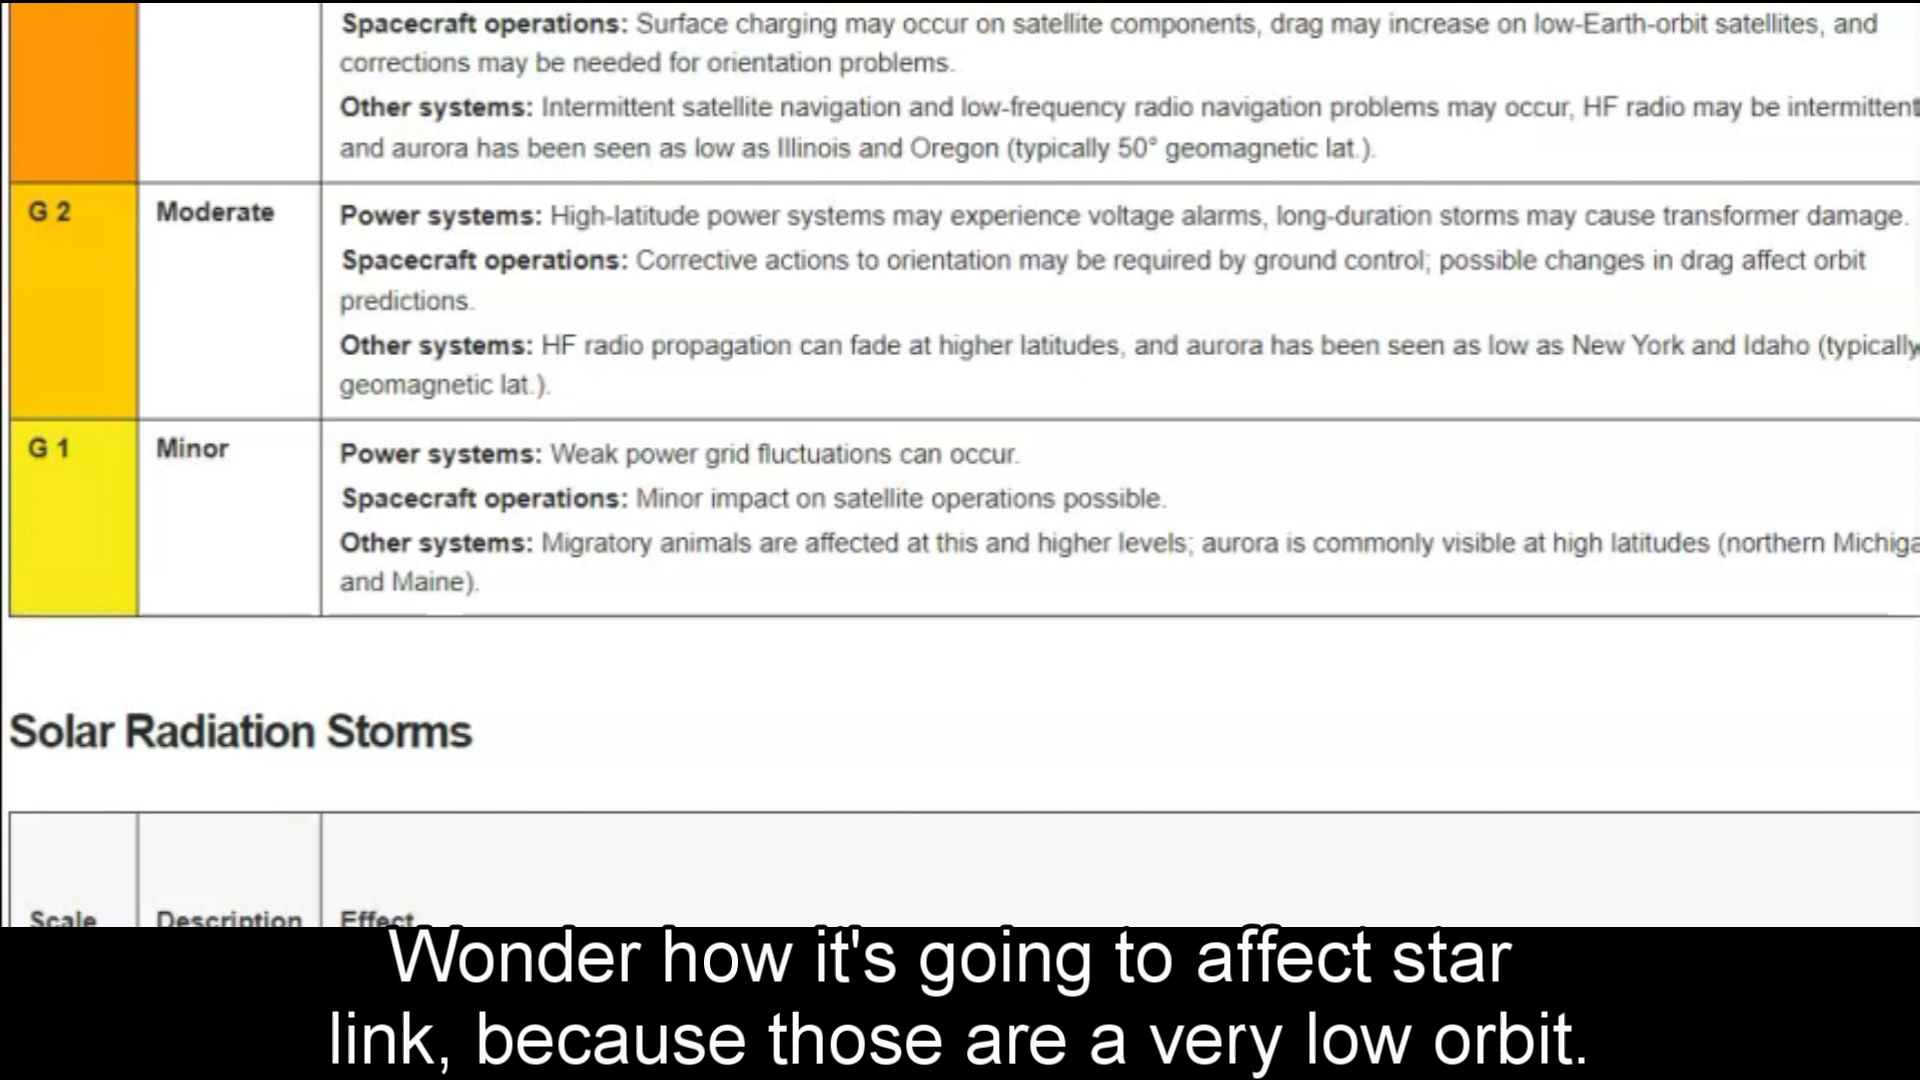 Spacecraft operations: Surface charging may occur on satellite components, drag may increase on low-Earth-orbit satellites, and
corrections may be needed for orientation problems.
Other systems: Intermittent satellite navigation and low-frequency radio navigation problems may occur, HF radio may be intermittent
and aurora has been seen as low as Illinois and Oregon (typically 50° geomagnetic lat.).
G 2 Moderate Power systems: High-latitude power systems may experience voltage alarms, long-duration storms may cause transformer damage.
Spacecraft operations: Corrective actions to orientation may be required by ground control; possible changes in drag affect orbit
predictions.
Other systems: HF radio propagation can fade at higher latitudes, and aurora has been seen as low as New York and Idaho (typically
geomagnetic lat.).
G 1 Minor Power systems: Weak power grid fluctuations can occur.
Spacecraft operations: Minor impact on satellite operations possible.
Other systems: Migratory animals are affected at this and higher levels; aurora is commonly visible at high latitudes (northern Michiga
and Maine).
Solar Radiation Storms
Scale Description Effect
Wonder how it's going to affect star
link, because those are a very low orbit.